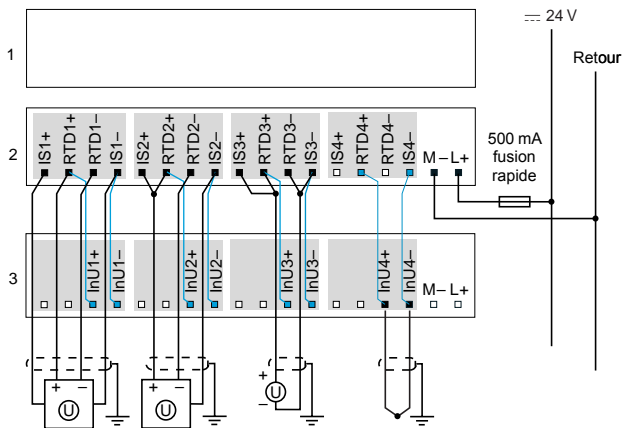 ⎓ 24 V
Retour
1
2
IS1+ RTD1+ RTD1– IS1– IS2+ RTD2+ RTD2– IS2– IS3+ RTD3+ RTD3– IS3– IS4+ RTD4+ RTD4– IS4– M– L+
500 mA
fusion
rapide
3
InU1+ InU1– InU2+ InU2– InU3+ InU3– InU4+ InU4– M– L+
+ – + – +
–
U U U